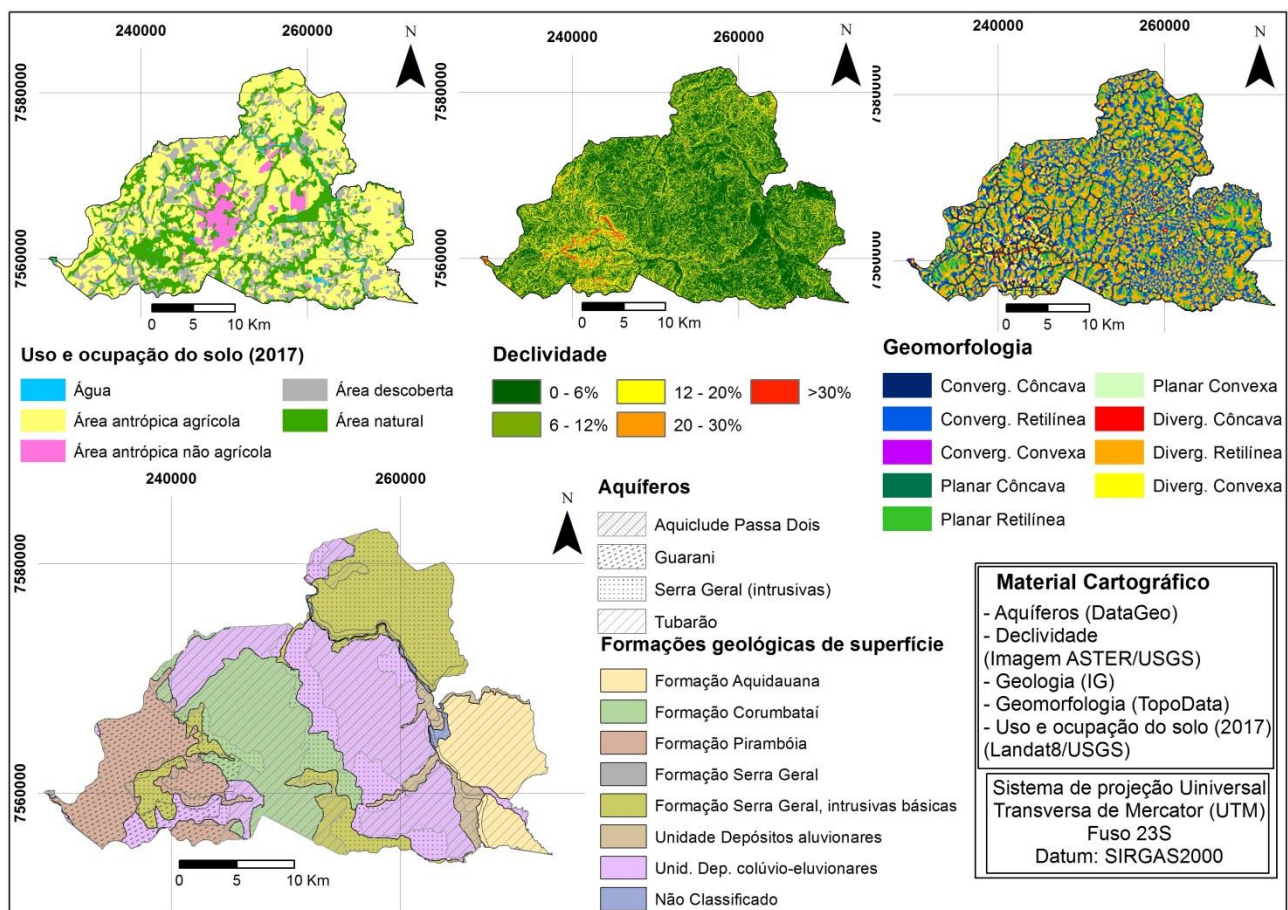 240000 260000 N
240000 260000 N
240000 260000 N
7580000
7560000
0 5 10 Km
7580000
7560000
0 5 10 Km
7580000
7560000
0 5 10 Km
Uso e ocupação do solo (2017)
Água
Área antrópica agrícola
Área antrópica não agrícola
Área descoberta
Área natural
Declividade
0 - 6%
6 - 12%
12 - 20%
20 - 30%
>30%
Geomorfologia
Converg. Côncava
Converg. Retilínea
Converg. Convexa
Planar Côncava
Planar Retilínea
Planar Convexa
Diverg. Côncava
Diverg. Retilínea
Diverg. Convexa
240000 260000 N
7580000
7560000
0 5 10 Km
Aquíferos
Aquiclude Passa Dois
Guarani
Serra Geral (intrusivas)
Tubarão
Formações geológicas de superfície
Formação Aquidauana
Formação Corumbataí
Formação Pirambóia
Formação Serra Geral
Formação Serra Geral, intrusivas básicas
Unidade Depósitos aluvionares
Unid. Dep. colúvio-eluvionares
Não Classificado
Material Cartográfico
- Aquíferos (DataGeo)
- Declividade
(Imagem ASTER/USGS)
- Geologia (IG)
- Geomorfologia (TopoData)
- Uso e ocupação do solo (2017)
(Landat8/USGS)
Sistema de projeção Uiniversal
Transversa de Mercator (UTM)
Fuso 23S
Datum: SIRGAS2000